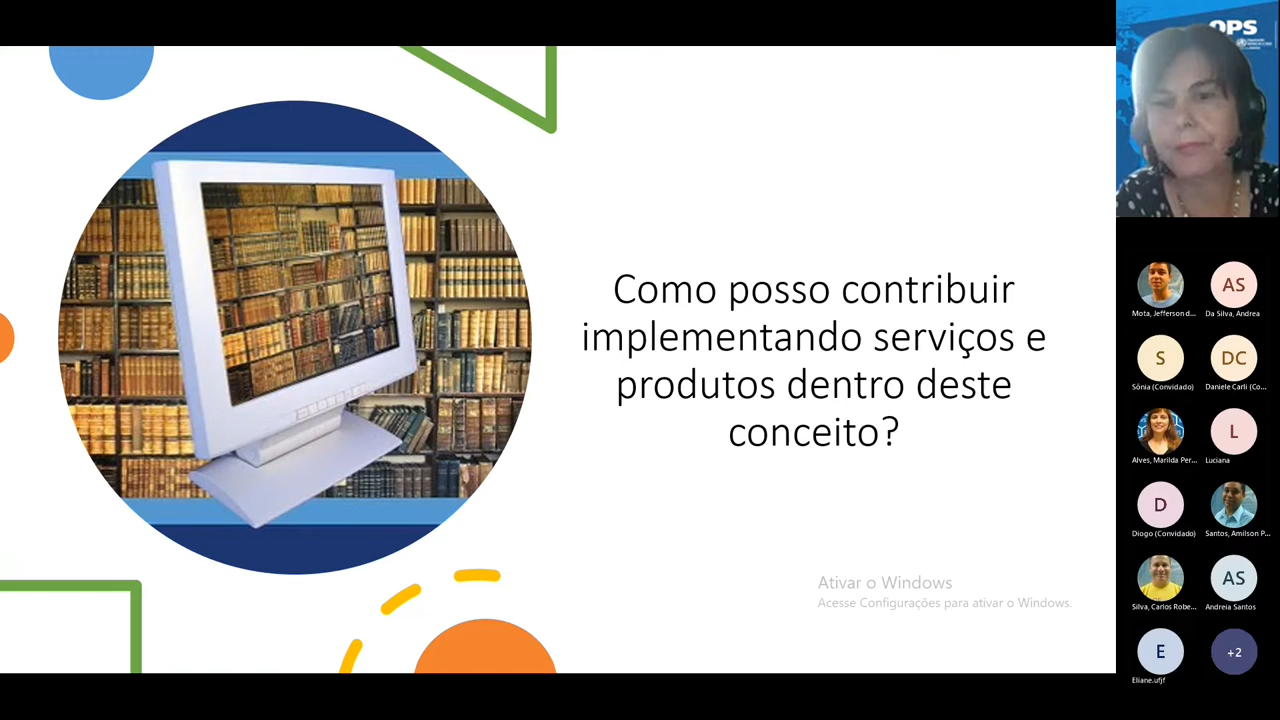 Como posso contribuir
implementando serviços e
produtos dentro deste
conceito?
Ativar o Windows
Acesse Configurações para ativar o Windows.
OPS
Mota, Jefferson d...
AS
Da Silva, Andrea
S
Sônia (Convidado)
DC
Daniele Carli (Co...
Alves, Marilda Per...
L
Luciana
D
Diogo (Convidado)
Santos, Amilson P...
Silva, Carlos Robe...
AS
Andreia Santos
E
Eliane.ufjf
+2